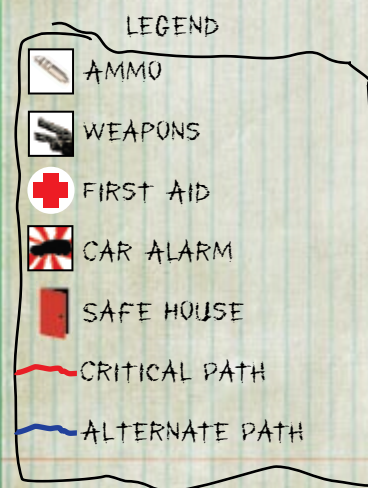 LEGEND
AMMO
WEAPONS
FIRST AID
CAR ALARM
SAFE HOUSE
CRITICAL PATH
ALTERNATE PATH